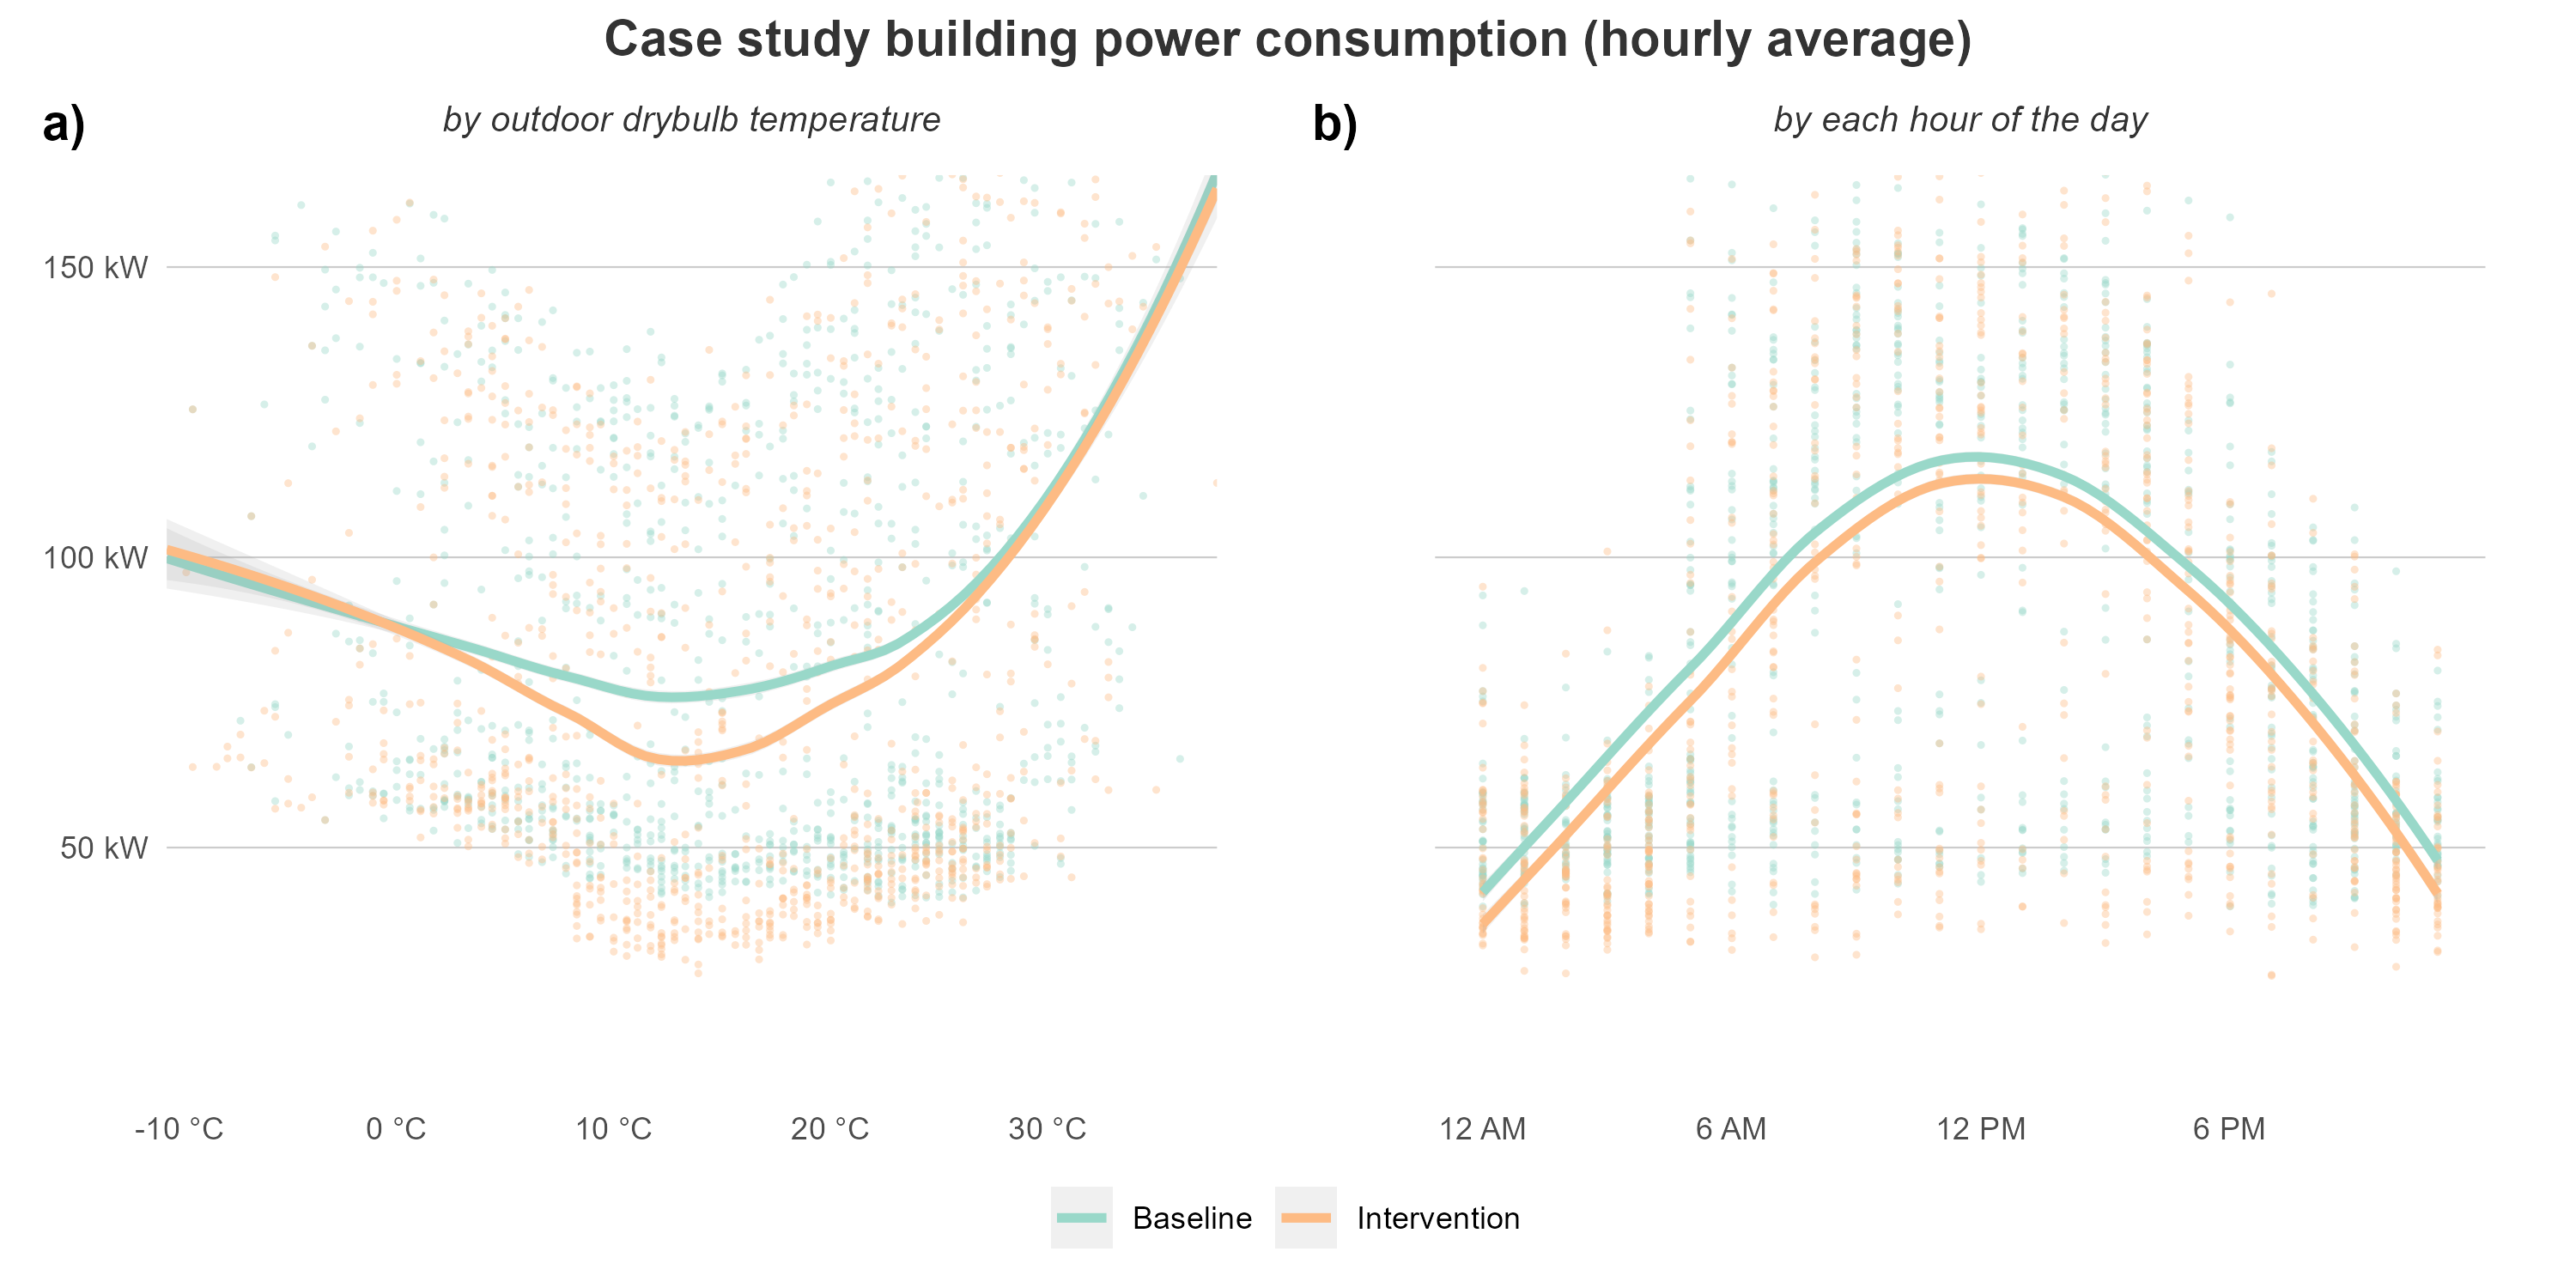 Case study building power consumption (hourly average)
a)
by outdoor drybulb temperature
150 kW
100 kW
50 kW
-10 °C 0 °C 10 °C 20 °C 30 °C
b)
by each hour of the day
12 AM 6 AM 12 PM 6 PM
Baseline Intervention